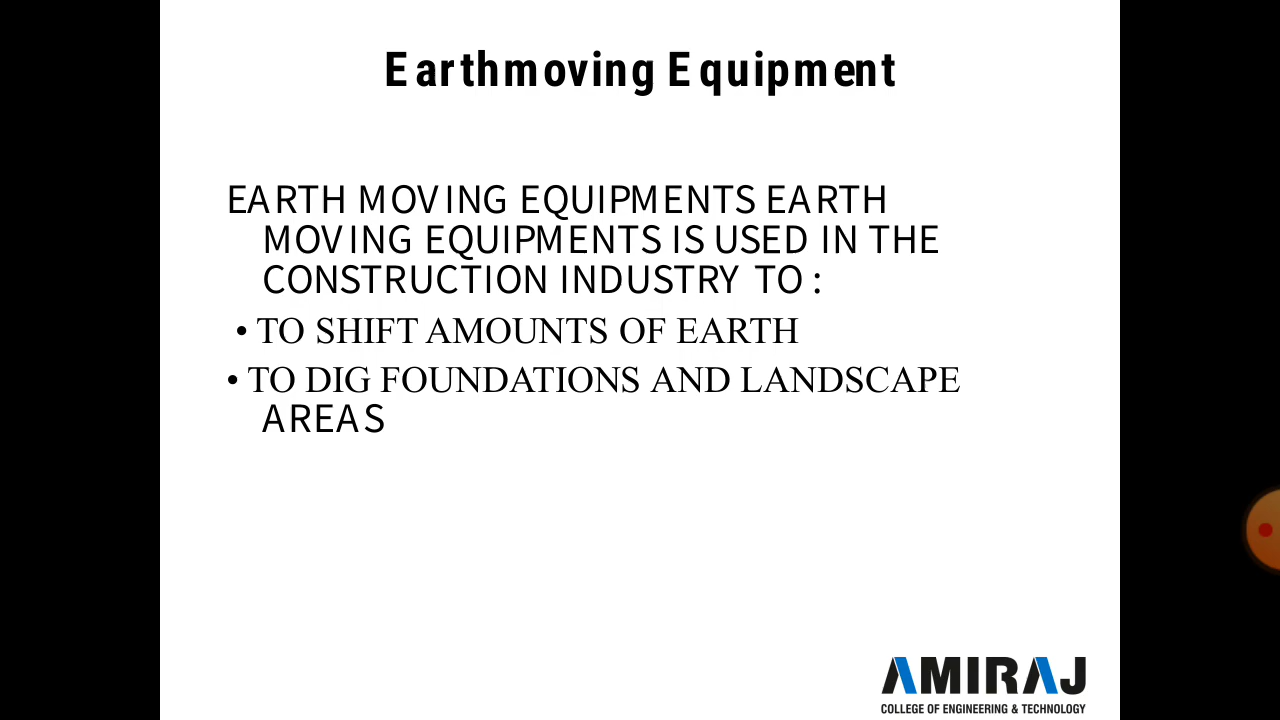 Earthmoving Equipment
EARTH MOVING EQUIPMENTS EARTH
MOVING EQUIPMENTS IS USED IN THE
CONSTRUCTION INDUSTRY TO :
• TO SHIFT AMOUNTS OF EARTH
• TO DIG FOUNDATIONS AND LANDSCAPE
AREAS
AMIRAJ
COLLEGE OF ENGINEERING & TECHNOLOGY